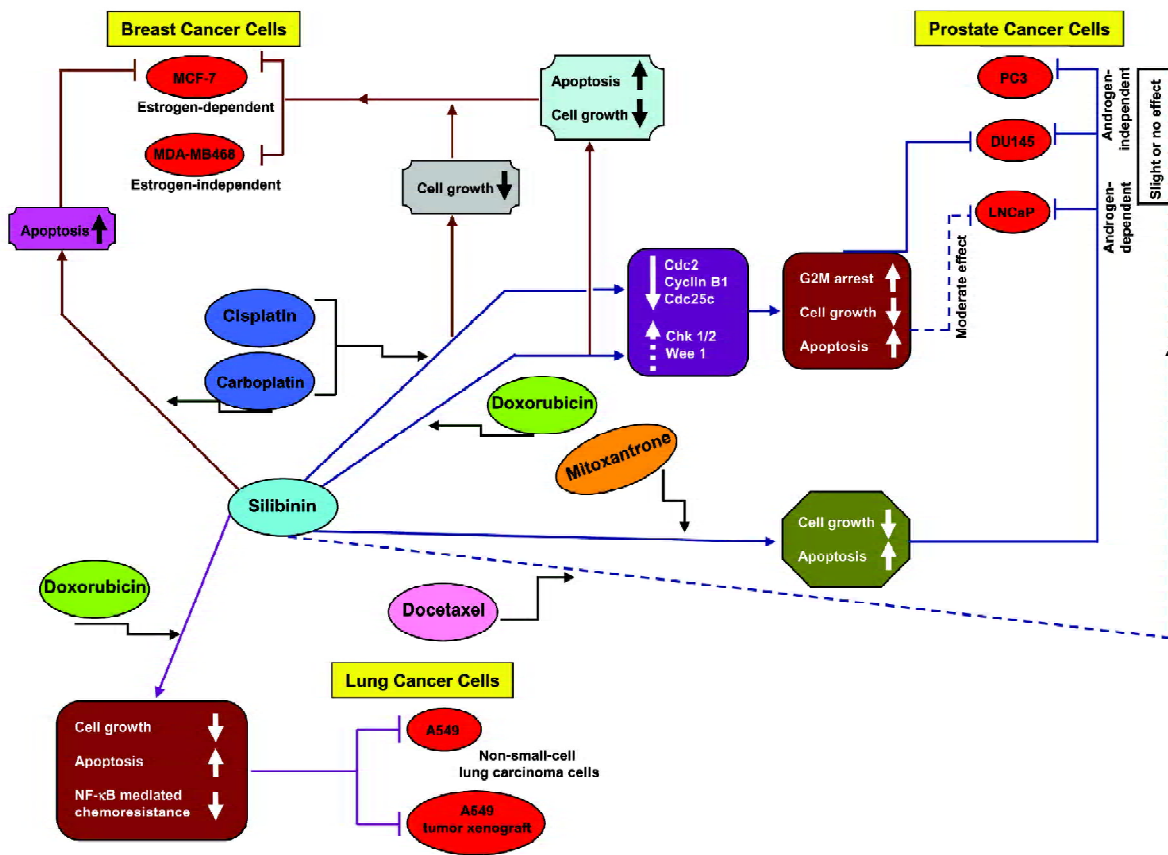 Breast Cancer Cells
Prostate Cancer Cells
MCF-7
Estrogen-dependent
MDA-MB468
Estrogen-independent
Apoptosis
Cell growth
Cell growth
Apoptosis
PC3
DU145
LNCaP
Androgen-
independent
Androgen-
dependent
Slight or no effect
Moderate effect
Cisplatin
Carboplatin
Cdc2
Cyclin B1
Cdc25c
Chk 1/2
Wee 1
G2M arrest
Cell growth
Apoptosis
Doxorubicin
Mitoxantrone
Silibinin
Cell growth
Apoptosis
Doxorubicin
Docetaxel
Lung Cancer Cells
Cell growth
Apoptosis
NF-κB mediated
chemoresistance
A549
Non-small-cell
lung carcinoma cells
A549
tumor xenograft